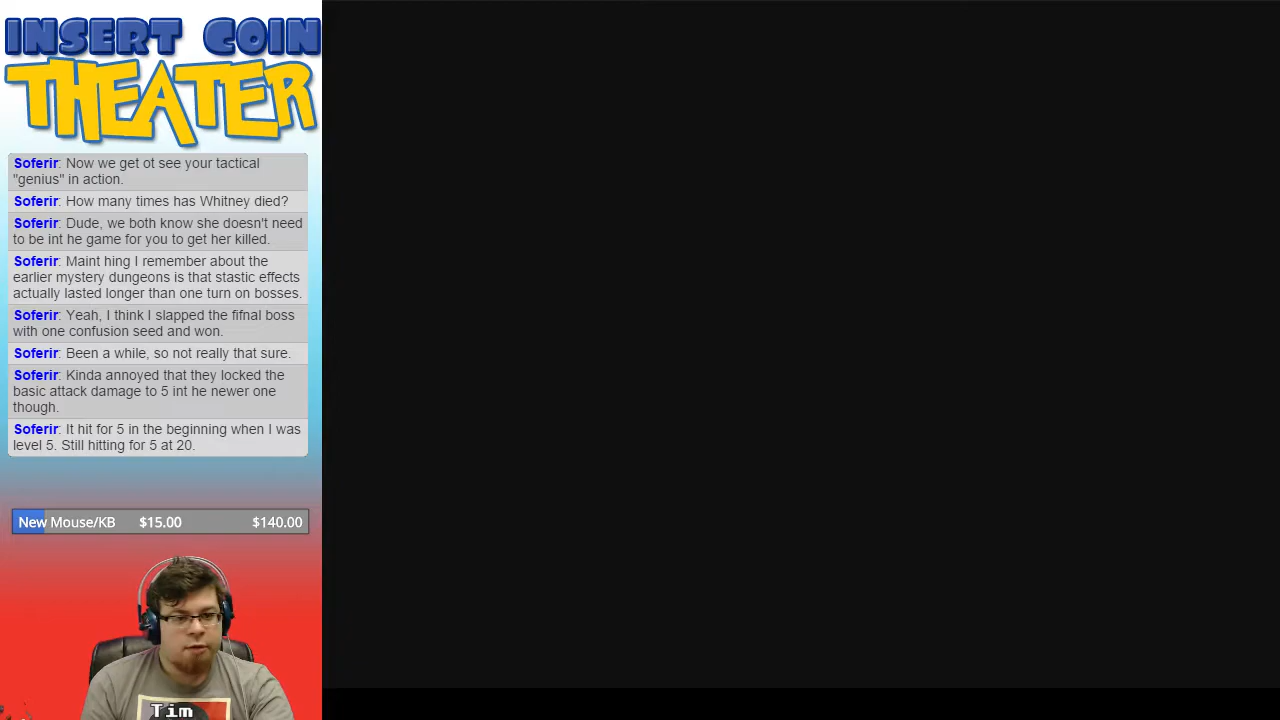 INSERT COIN
THEATER
Soferir: Now we get ot see your tactical
"genius" in action.
Soferir: How many times has Whitney died?
Soferir: Dude, we both know she doesn't need
to be int he game for you to get her killed.
Soferir: Maint hing I remember about the
earlier mystery dungeons is that stastic effects
actually lasted longer than one turn on bosses.
Soferir: Yeah, I think I slapped the fifnal boss
with one confusion seed and won.
Soferir: Been a while, so not really that sure.
Soferir: Kinda annoyed that they locked the
basic attack damage to 5 int he newer one
though.
Soferir: It hit for 5 in the beginning when I was
level 5. Still hitting for 5 at 20.
New Mouse/KB $15.00 $140.00
Tim